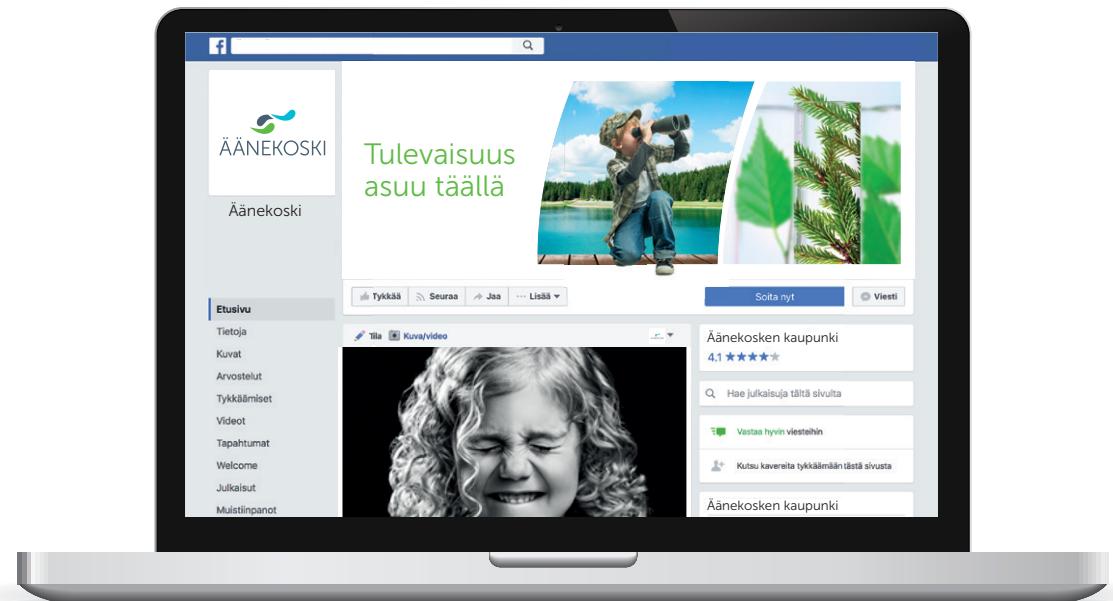 f
ÄÄNEKOSKI
Äänekoski
Tulevaisuus
asuu täällä
Tykkää
Seuraa
Jaa
Lisää
Soita nyt
Viesti
Etusivu
Tietoja
Kuvat
Arvostelut
Tykkäämiset
Videot
Tapahtumat
Welcome
Julkaisut
Muistiinpanot
Tila
Kuva/video
Äänekosken kaupunki
4.1
Hae julkaisuja tältä sivulta
Vastaa hyvin viesteihin
Kutsu kavereita tykkäämään tästä sivusta
Äänekosken kaupunki